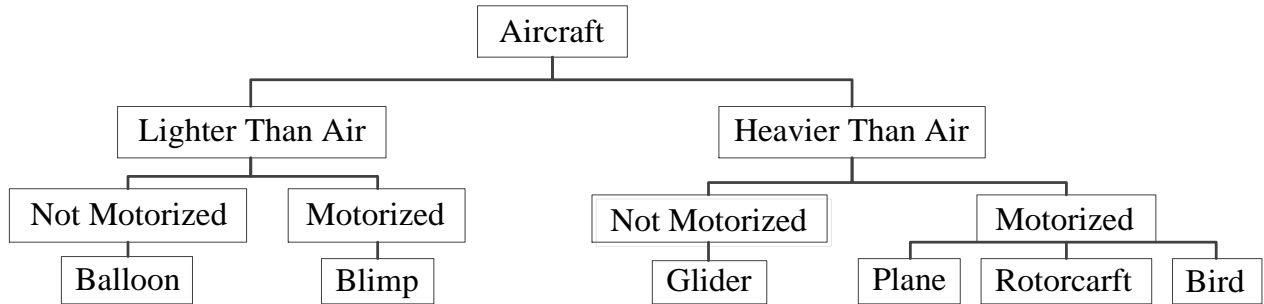 Aircraft
Lighter Than Air
Heavier Than Air
Not Motorized
Motorized
Not Motorized
Motorized
Balloon
Blimp
Glider
Plane
Rotorcarft
Bird